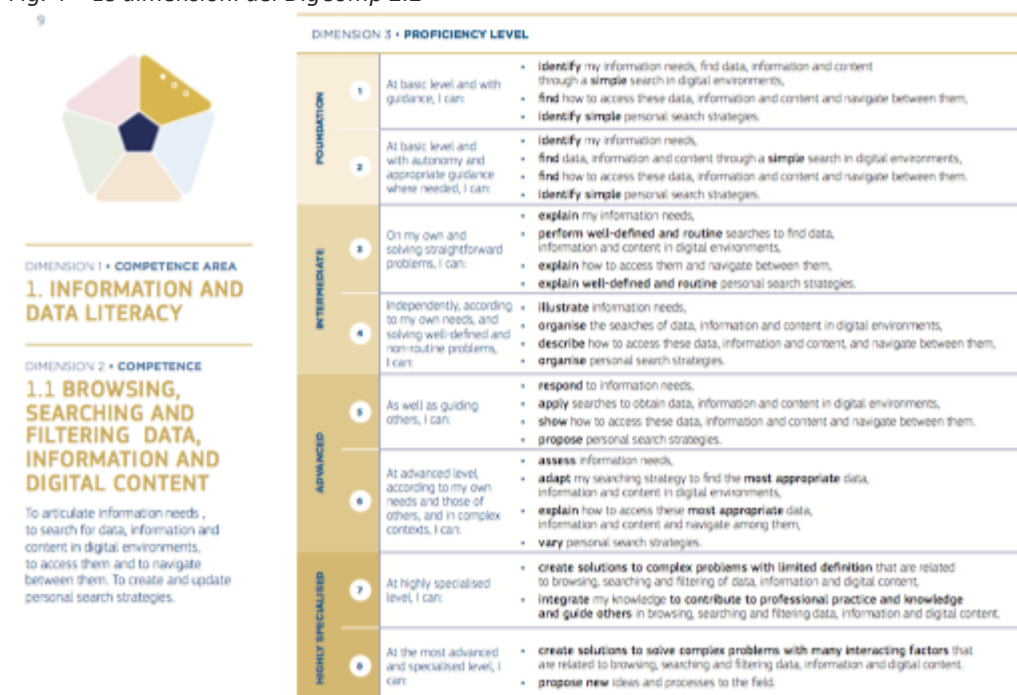 Fig. 4 – Le dimensioni del DigComp 2.2
9
DIMENSION 1 • COMPETENCE AREA
1. INFORMATION AND
DATA LITERACY
DIMENSION 2 • COMPETENCE
1.1 BROWSING,
SEARCHING AND
FILTERING DATA,
INFORMATION AND
DIGITAL CONTENT
To articulate information needs ,
to search for data, information and
content in digital environments,
to access them and to navigate
between them. To create and update
personal search strategies.
DIMENSION 3 • PROFICIENCY LEVEL
FOUNDATION
1
At basic level and with
guidance, I can:
• identify my information needs, find data, information and content
through a simple search in digital environments,
• find how to access these data, information and content and navigate between them,
• identify simple personal search strategies.
2
At basic level and
with autonomy and
appropriate guidance
where needed, I can:
• identify my information needs,
• find data, information and content through a simple search in digital environments,
• find how to access these data, information and content and navigate between them.
• identify simple personal search strategies.
INTERMEDIATE
3
On my own and
solving straightforward
problems, I can:
• explain my information needs,
• perform well-defined and routine searches to find data,
information and content in digital environments,
• explain how to access them and navigate between them,
• explain well-defined and routine personal search strategies.
4
Independently, according
to my own needs, and
solving well-defined and
non-routine problems,
I can:
• illustrate information needs,
• organise the searches of data, information and content in digital environments,
• describe how to access these data, information and content, and navigate between them,
• organise personal search strategies.
ADVANCED
5
As well as guiding
others, I can:
• respond to information needs,
• apply searches to obtain data, information and content in digital environments,
• show how to access these data, information and content and navigate between them.
• propose personal search strategies.
6
At advanced level,
according to my own
needs and those of
others, and in complex
contexts, I can:
• assess information needs,
• adapt my searching strategy to find the most appropriate data,
information and content in digital environments,
• explain how to access these most appropriate data,
information and content and navigate among them,
• vary personal search strategies.
HIGHLY SPECIALISED
7
At highly specialised
level, I can:
• create solutions to complex problems with limited definition that are related
to browsing, searching and filtering of data, information and digital content,
• integrate my knowledge to contribute to professional practice and knowledge
and guide others in browsing, searching and filtering data, information and digital content.
8
At the most advanced
and specialised level, I
can:
• create solutions to solve complex problems with many interacting factors that
are related to browsing, searching and filtering data, information and digital content.
• propose new ideas and processes to the field.